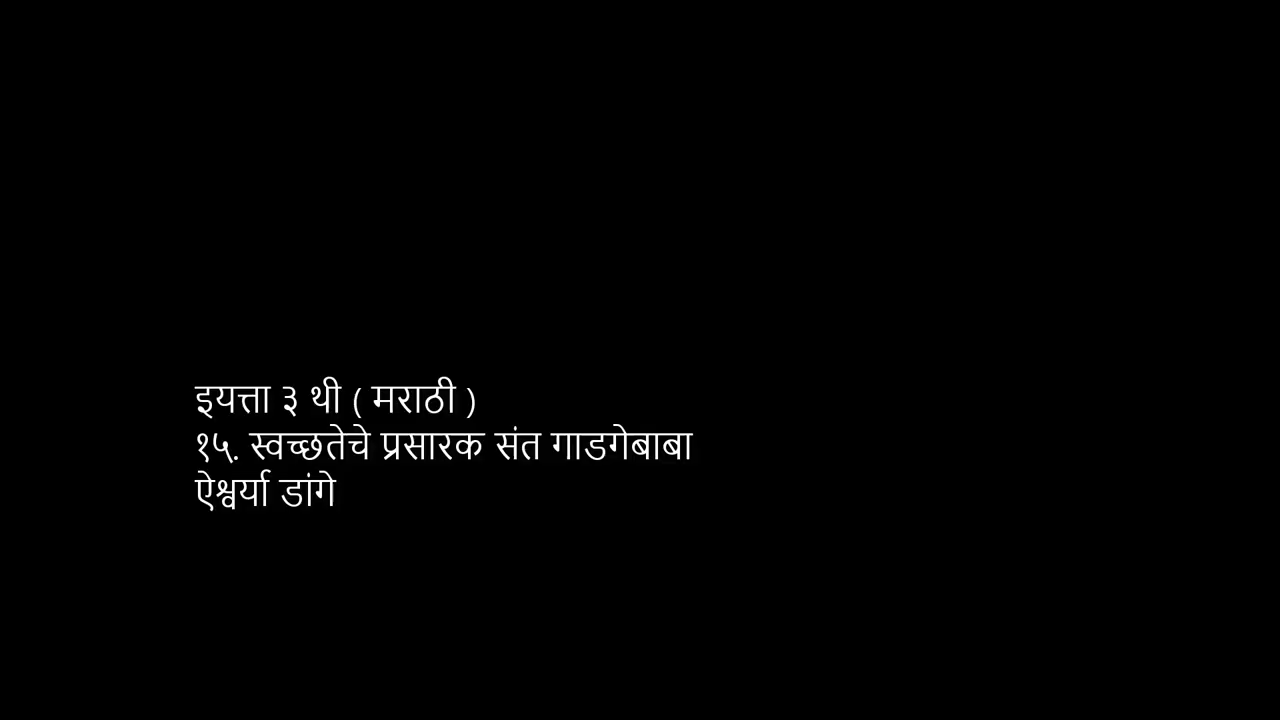 इयत्ता ३ थी ( मराठी )
१५. स्वच्छतेचे प्रसारक संत गाडगेबाबा
ऐश्वर्या डांगे